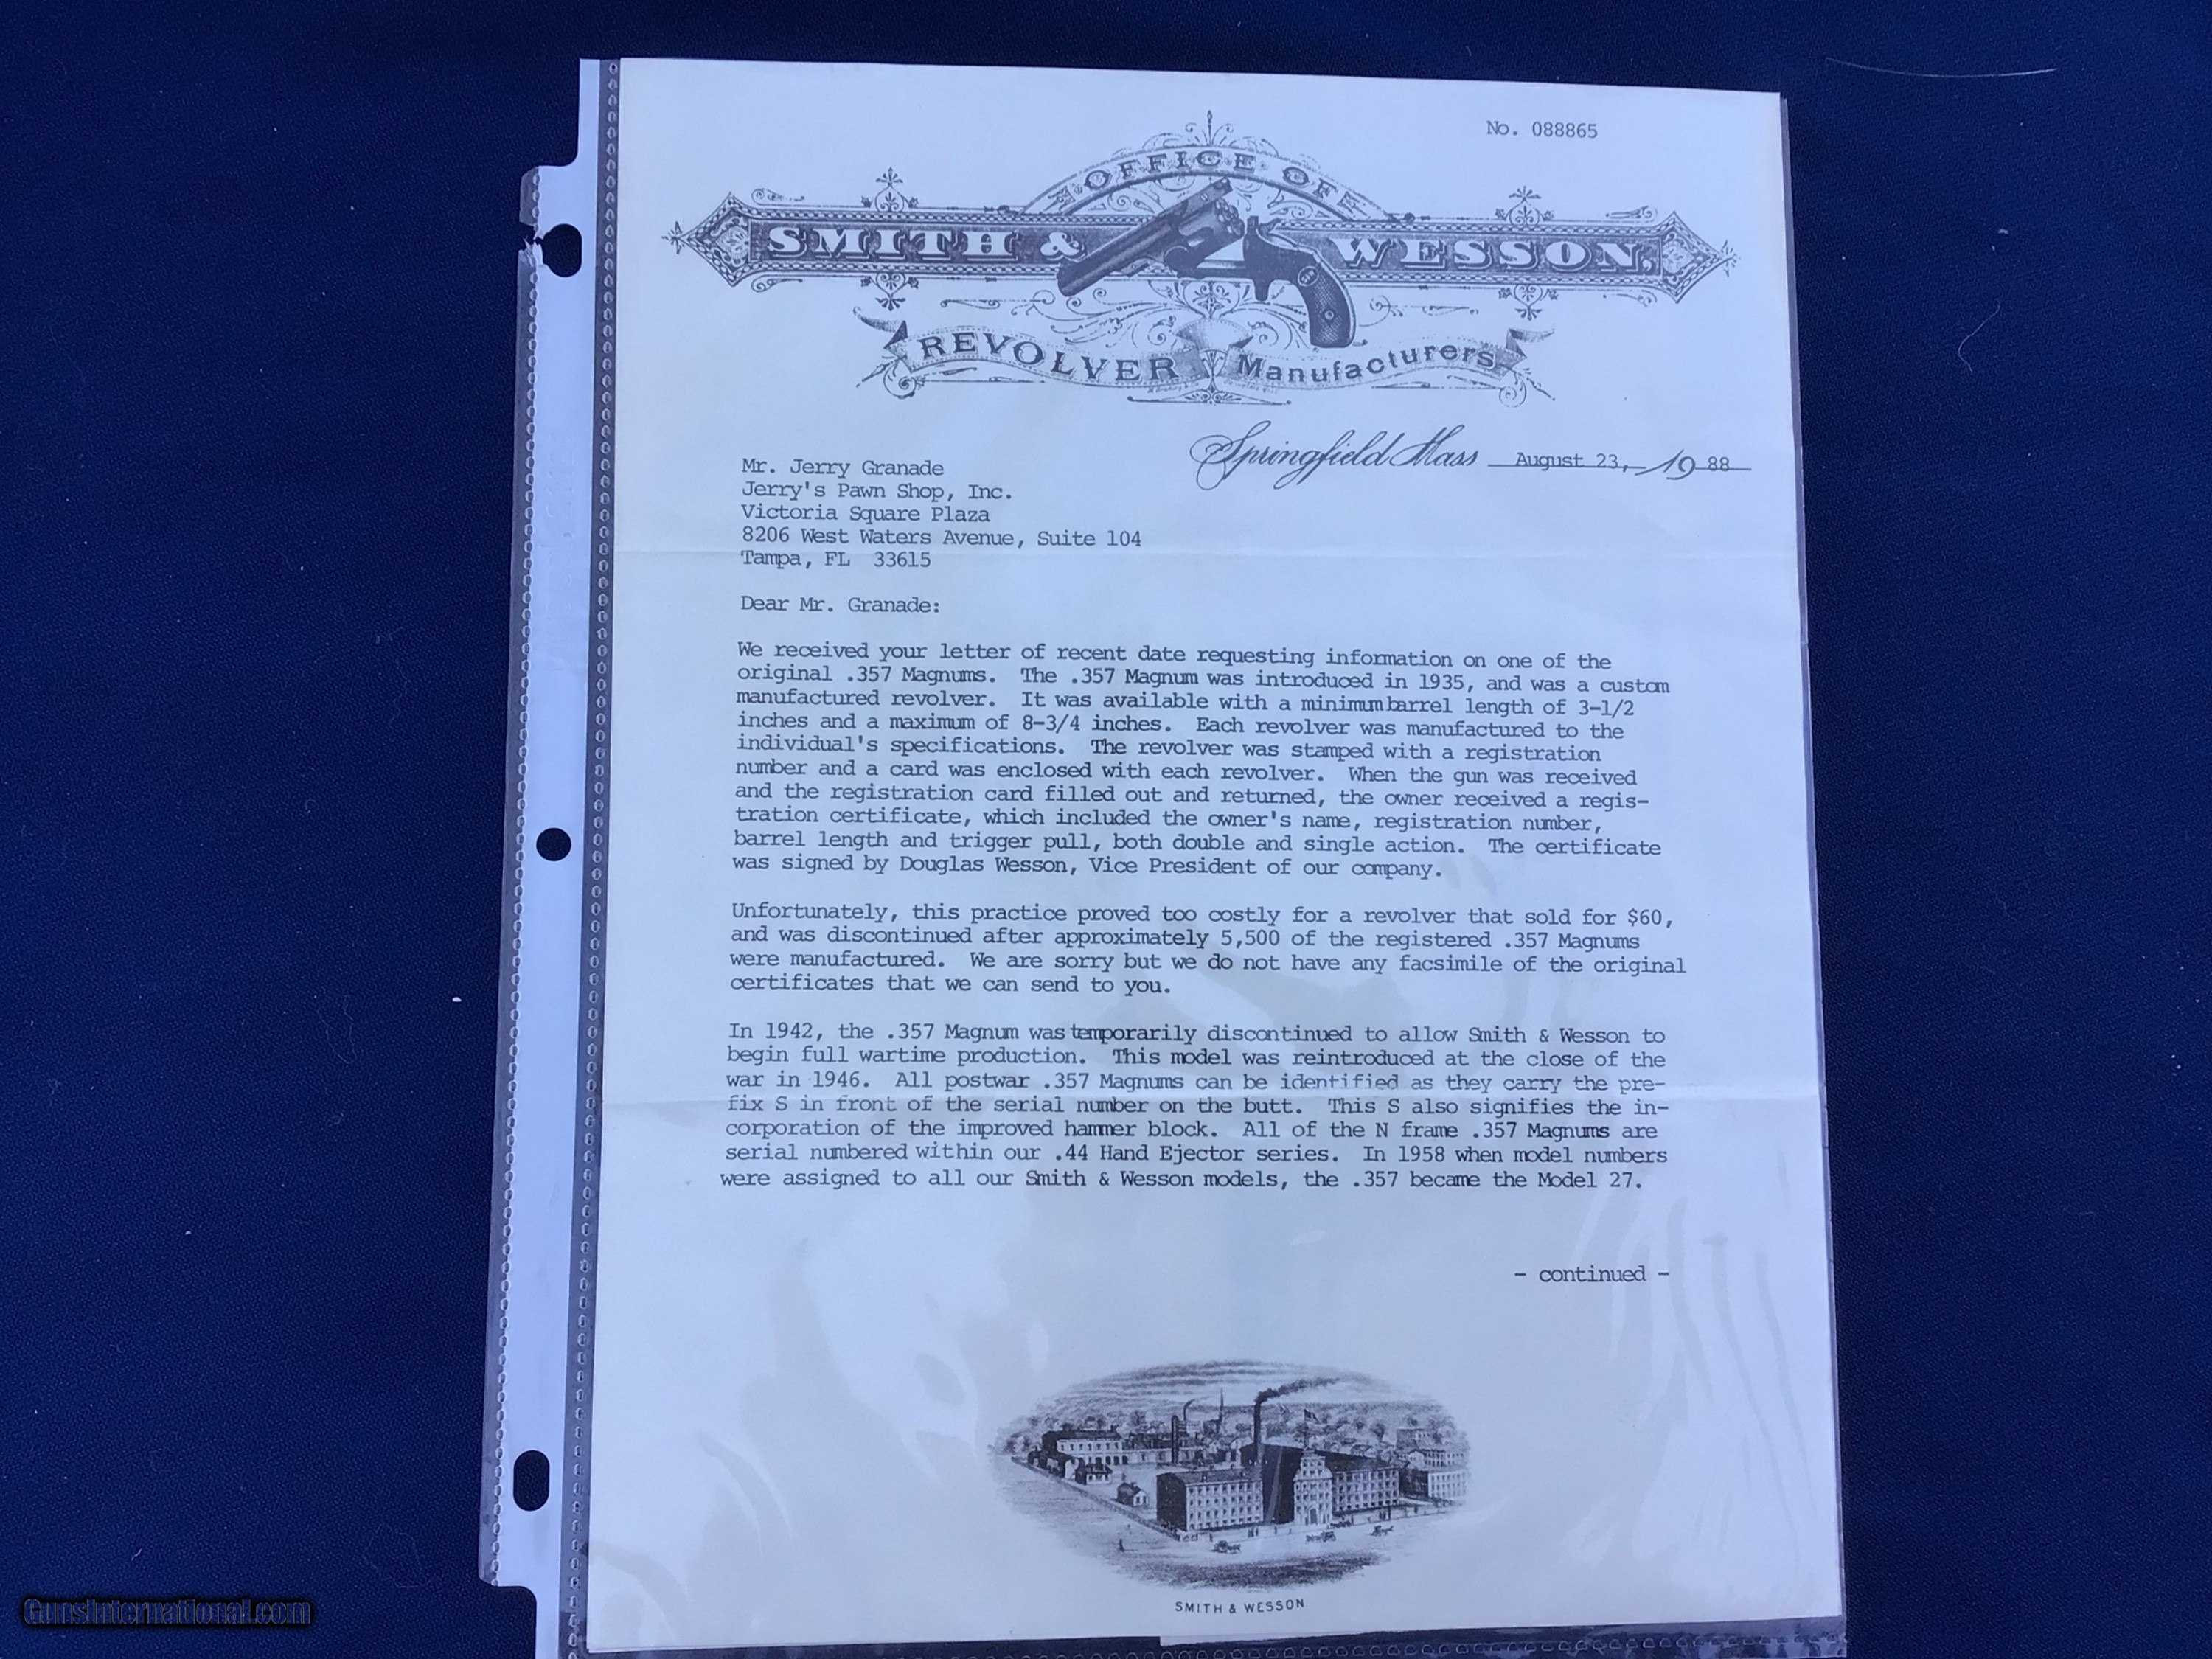 No. 088865
OFFICE OF
SMITH & WESSON,
REVOLVER Manufacturers
Springfield Mass August 23, 19 88
Mr. Jerry Granade
Jerry's Pawn Shop, Inc.
Victoria Square Plaza
8206 West Waters Avenue, Suite 104
Tampa, FL 33615
Dear Mr. Granade:
We received your letter of recent date requesting information on one of the
original .357 Magnums. The .357 Magnum was introduced in 1935, and was a custom
manufactured revolver. It was available with a minimum barrel length of 3-1/2
inches and a maximum of 8-3/4 inches. Each revolver was manufactured to the
individual's specifications. The revolver was stamped with a registration
number and a card was enclosed with each revolver. When the gun was received
and the registration card filled out and returned, the owner received a regis-
tration certificate, which included the owner's name, registration number,
barrel length and trigger pull, both double and single action. The certificate
was signed by Douglas Wesson, Vice President of our company.
Unfortunately, this practice proved too costly for a revolver that sold for $60,
and was discontinued after approximately 5,500 of the registered .357 Magnums
were manufactured. We are sorry but we do not have any facsimile of the original
certificates that we can send to you.
In 1942, the .357 Magnum was temporarily discontinued to allow Smith & Wesson to
begin full wartime production. This model was reintroduced at the close of the
war in 1946. All postwar .357 Magnums can be identified as they carry the pre-
fix S in front of the serial number on the butt. This S also signifies the in-
corporation of the improved hammer block. All of the N frame .357 Magnums are
serial numbered within our .44 Hand Ejector series. In 1958 when model numbers
were assigned to all our Smith & Wesson models, the .357 became the Model 27.
- continued -
SMITH & WESSON
GunsInternational.com